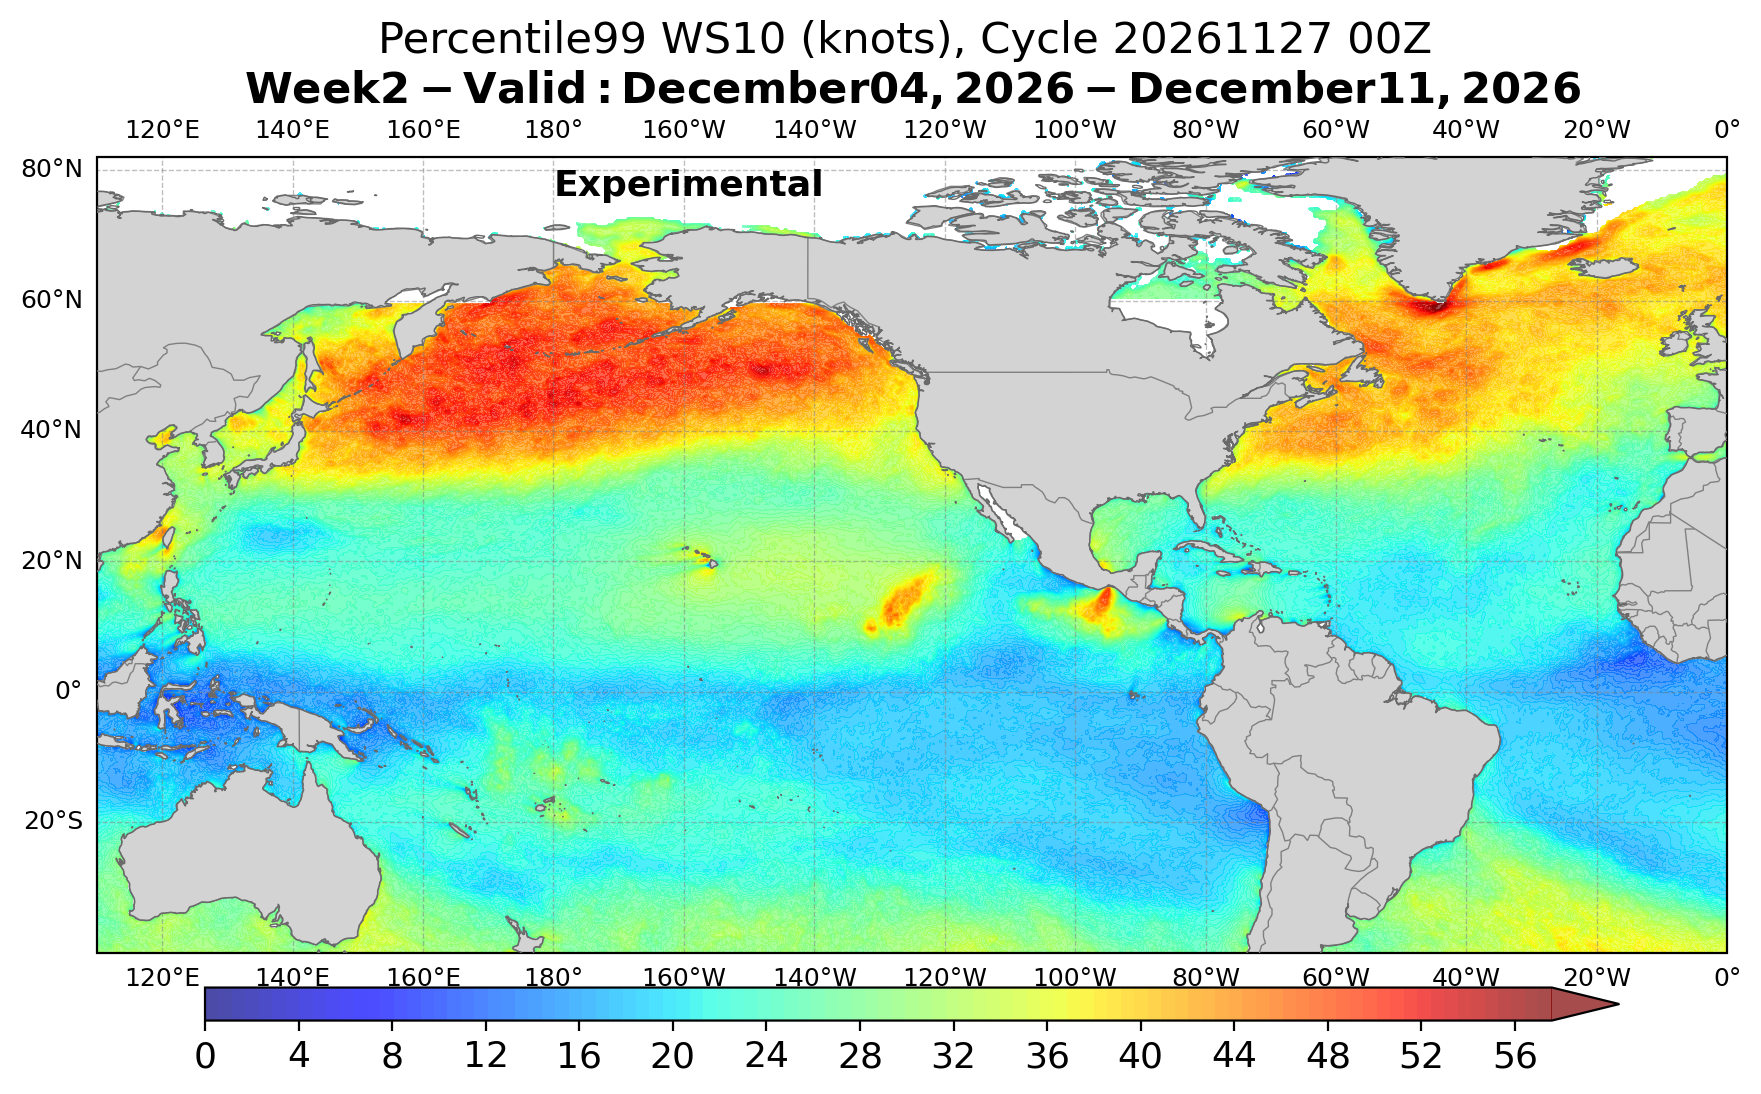 Percentile99 WS10 (knots), Cycle 20261127 00Z
Week2 − Valid : December04, 2026 − December11, 2026
120°E 140°E 160°E 180° 160°W 140°W 120°W 100°W 80°W 60°W 40°W 20°W 0°
80°N
Experimental
60°N
40°N
20°N
0°
20°S
120°E 140°E 160°E 180° 160°W 140°W 120°W 100°W 80°W 60°W 40°W 20°W 0°
0 4 8 12 16 20 24 28 32 36 40 44 48 52 56